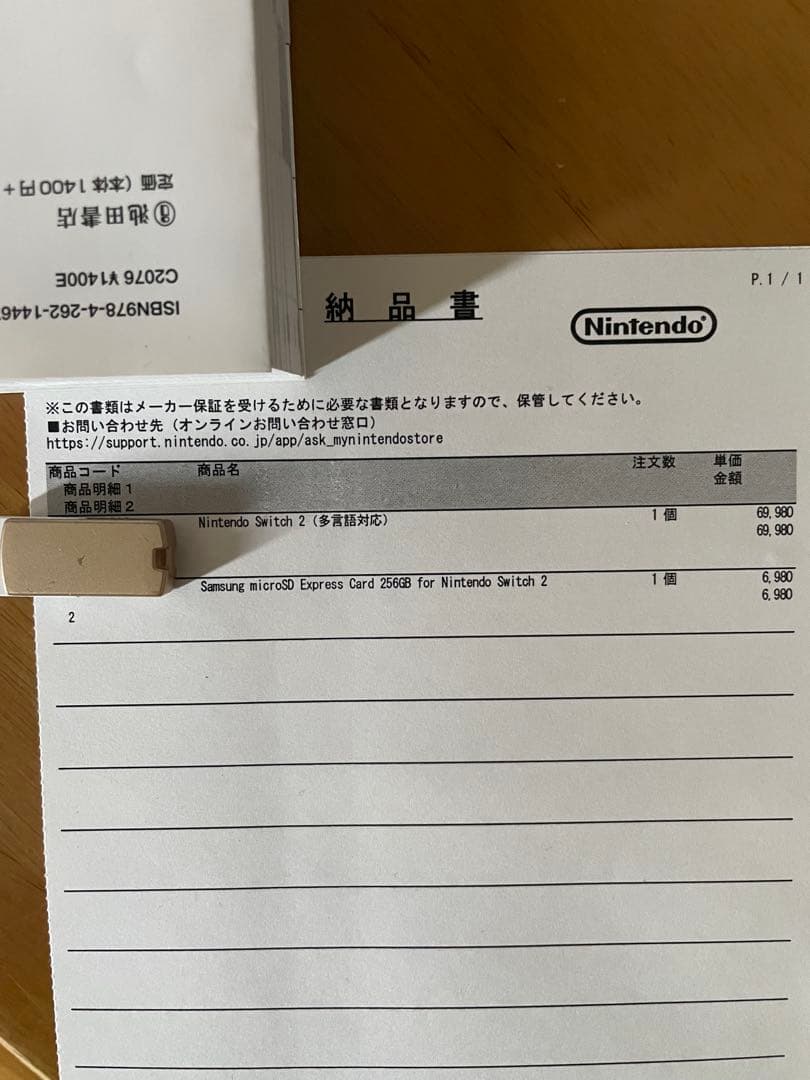 定価（本体1400円＋
池田書店
C2076 ¥1400E
ISBN978-4-262-1446
P.1 / 1
納品書
Nintendo
※この書類はメーカー保証を受けるために必要な書類となりますので、保管してください。
■お問い合わせ先（オンラインお問い合わせ窓口）
https://support.nintendo.co.jp/app/ask_mynintendostore
商品コード 商品名 注文数 単価
商品明細１ 金額
商品明細２
Nintendo Switch 2（多言語対応） 1 個 69,980
69,980
Samsung microSD Express Card 256GB for Nintendo Switch 2 1 個 6,980
6,980
2